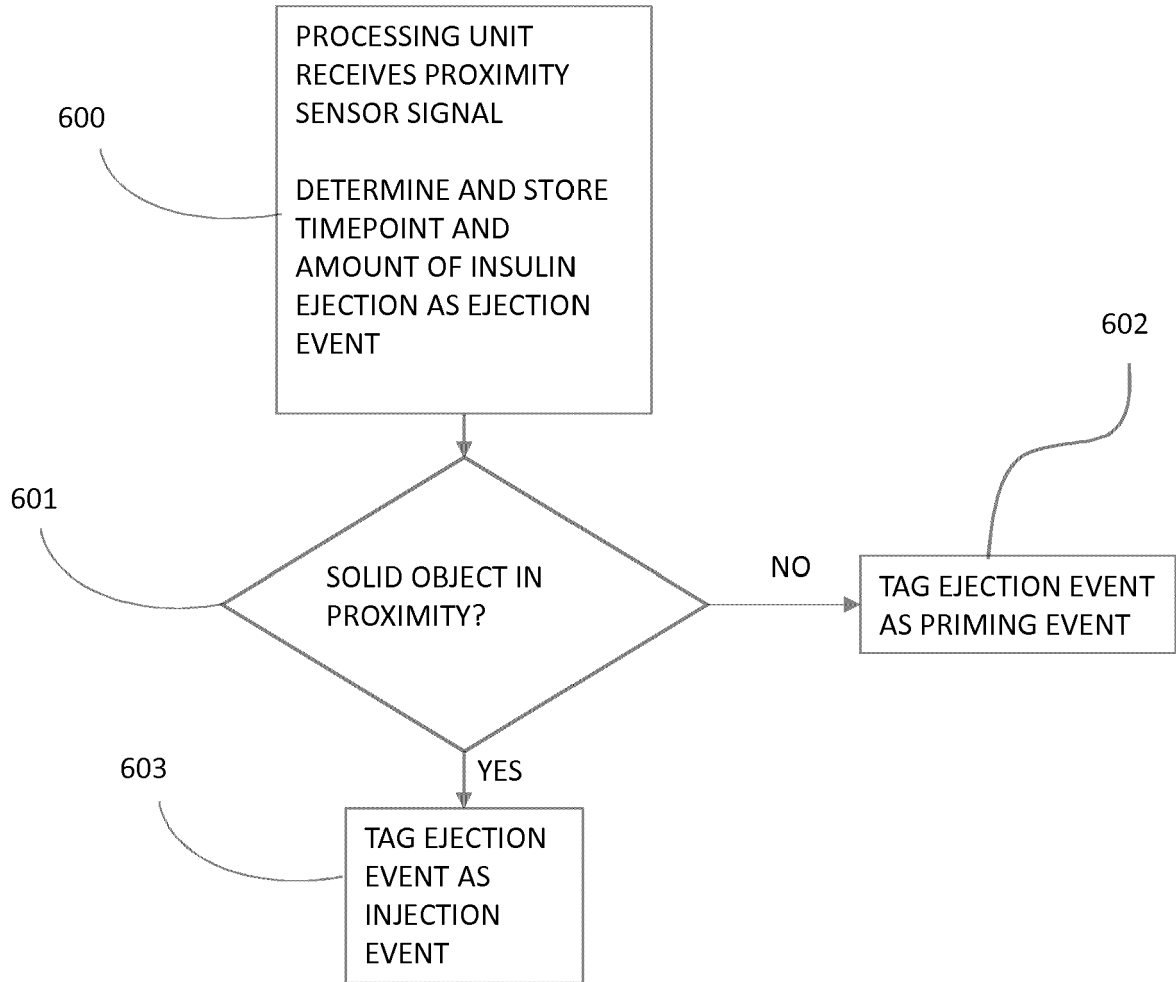 PROCESSING UNIT
RECEIVES PROXIMITY
SENSOR SIGNAL
600
DETERMINE AND STORE
TIMEPOINT AND
AMOUNT OF INSULIN
EJECTION AS EJECTION
EVENT
602
601
SOLID OBJECT IN
PROXIMITY?
NO
TAG EJECTION EVENT
AS PRIMING EVENT
YES
603
TAG EJECTION
EVENT AS
INJECTION
EVENT